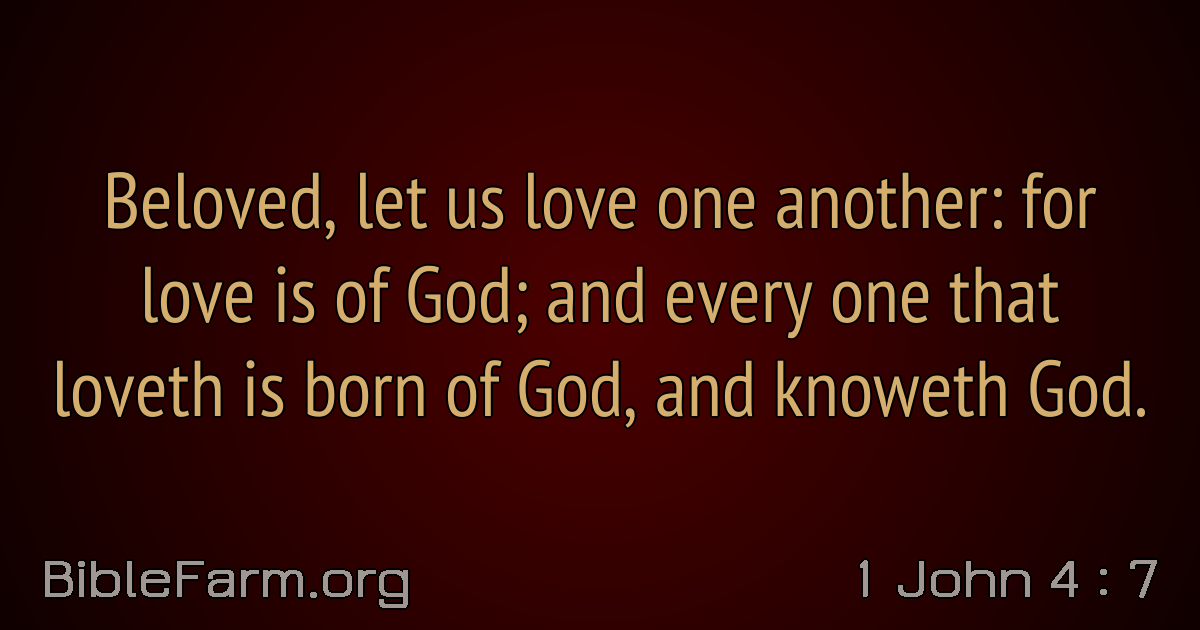 Beloved, let us love one another: for
love is of God; and every one that
loveth is born of God, and knoweth God.
BibleFarm.org
1 John 4 : 7